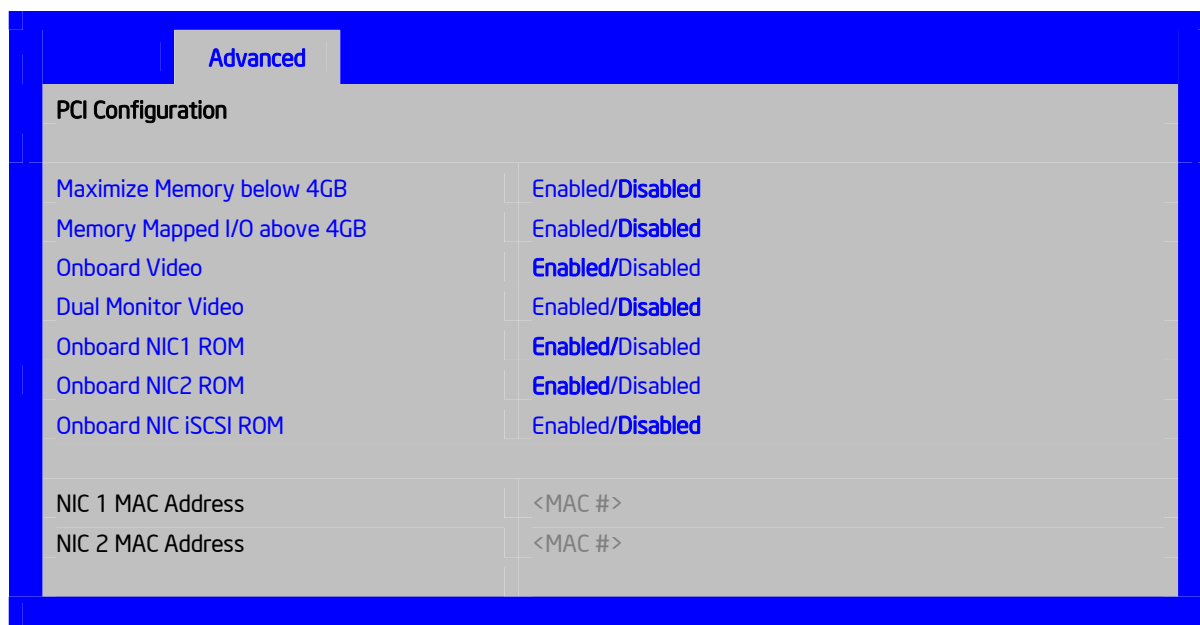 Advanced
PCI Configuration
Maximize Memory below 4GB Enabled/Disabled
Memory Mapped I/O above 4GB Enabled/Disabled
Onboard Video Enabled/Disabled
Dual Monitor Video Enabled/Disabled
Onboard NIC1 ROM Enabled/Disabled
Onboard NIC2 ROM Enabled/Disabled
Onboard NIC iSCSI ROM Enabled/Disabled
NIC 1 MAC Address <MAC #>
NIC 2 MAC Address <MAC #>